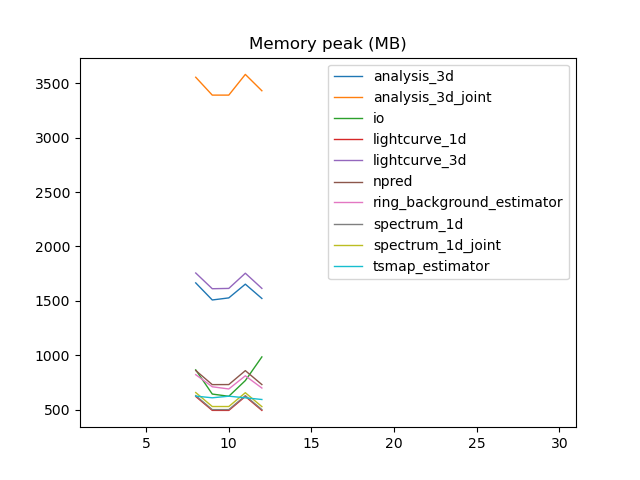 Memory peak (MB)
3500
3000
2500
2000
1500
1000
500
5
10
15
20
25
30
analysis_3d
analysis_3d_joint
io
lightcurve_1d
lightcurve_3d
npred
ring_background_estimator
spectrum_1d
spectrum_1d_joint
tsmap_estimator